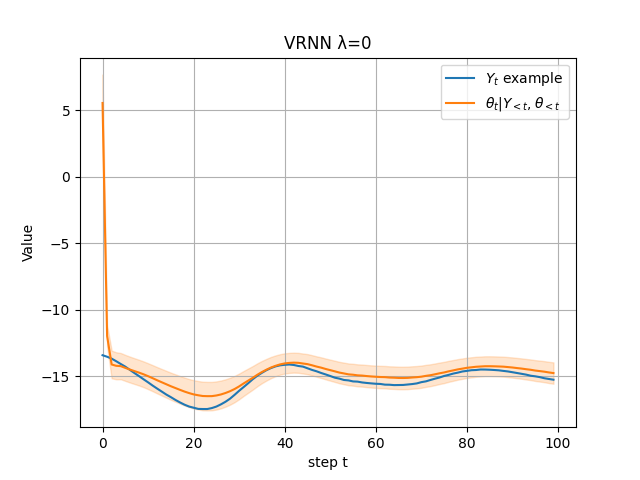 VRNN λ=0
Y_t example
θ_t|Y_{<t}, θ_{<t}
Value
5
0
−5
−10
−15
0 20 40 60 80 100
step t